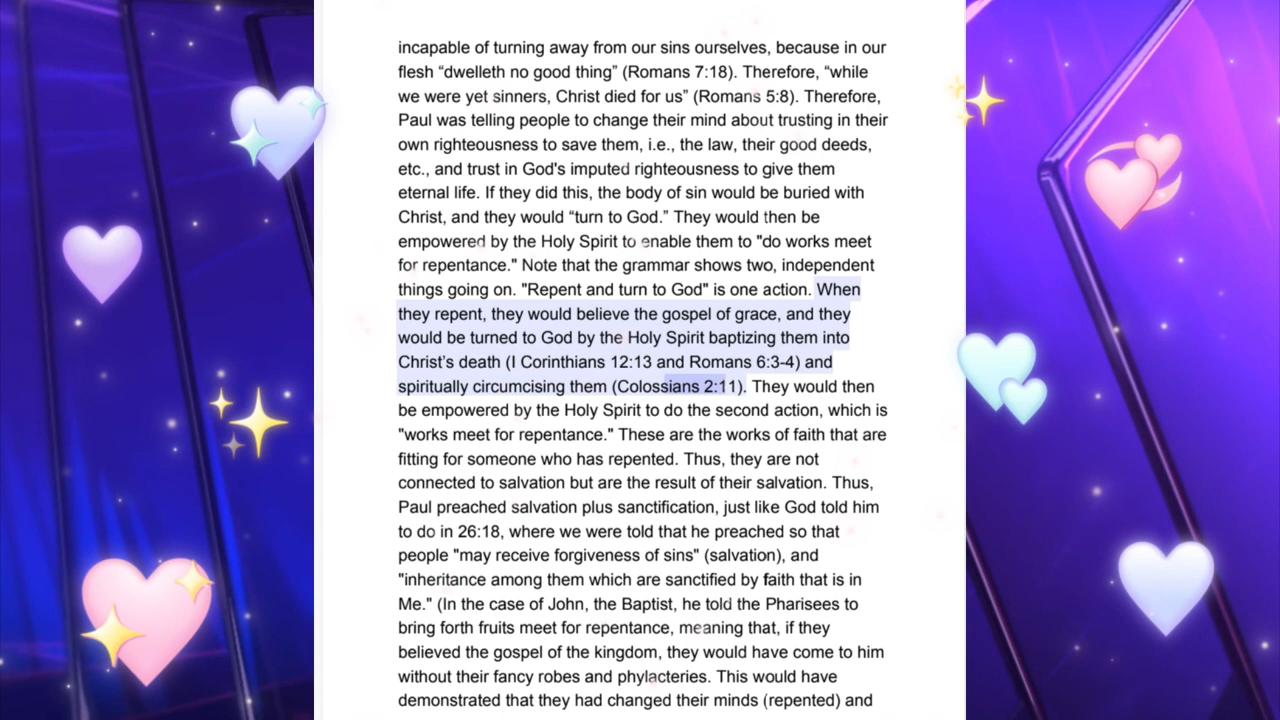 incapable of turning away from our sins ourselves, because in our
flesh “dwelleth no good thing” (Romans 7:18). Therefore, “while
we were yet sinners, Christ died for us” (Romans 5:8). Therefore,
Paul was telling people to change their mind about trusting in their
own righteousness to save them, i.e., the law, their good deeds,
etc., and trust in God's imputed righteousness to give them
eternal life. If they did this, the body of sin would be buried with
Christ, and they would “turn to God.” They would then be
empowered by the Holy Spirit to enable them to "do works meet
for repentance." Note that the grammar shows two, independent
things going on. "Repent and turn to God" is one action. When
they repent, they would believe the gospel of grace, and they
would be turned to God by the Holy Spirit baptizing them into
Christ’s death (I Corinthians 12:13 and Romans 6:3-4) and
spiritually circumcising them (Colossians 2:11). They would then
be empowered by the Holy Spirit to do the second action, which is
"works meet for repentance." These are the works of faith that are
fitting for someone who has repented. Thus, they are not
connected to salvation but are the result of their salvation. Thus,
Paul preached salvation plus sanctification, just like God told him
to do in 26:18, where we were told that he preached so that
people "may receive forgiveness of sins" (salvation), and
"inheritance among them which are sanctified by faith that is in
Me." (In the case of John, the Baptist, he told the Pharisees to
bring forth fruits meet for repentance, meaning that, if they
believed the gospel of the kingdom, they would have come to him
without their fancy robes and phylacteries. This would have
demonstrated that they had changed their minds (repented) and